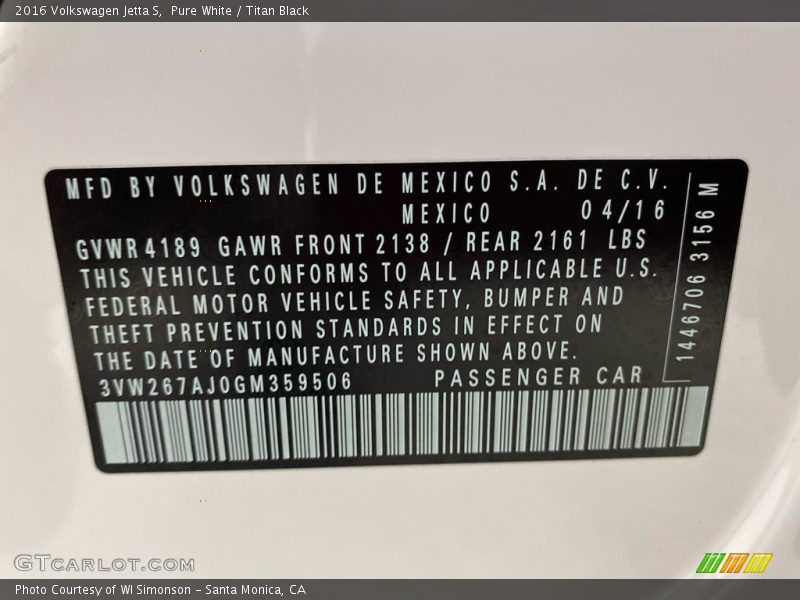 2016 Volkswagen Jetta S,  Pure White / Titan Black
MFD BY VOLKSWAGEN DE MEXICO S.A. DE C.V.
MEXICO 04/16
GVWR 4189 GAWR FRONT 2138 / REAR 2161 LBS
THIS VEHICLE CONFORMS TO ALL APPLICABLE U.S.
FEDERAL MOTOR VEHICLE SAFETY, BUMPER AND
THEFT PREVENTION STANDARDS IN EFFECT ON
THE DATE OF MANUFACTURE SHOWN ABOVE.
3VW267AJ0GM359506 PASSENGER CAR
1446706 3156 M
GTCARLOT.COM
Photo Courtesy of WI Simonson – Santa Monica, CA